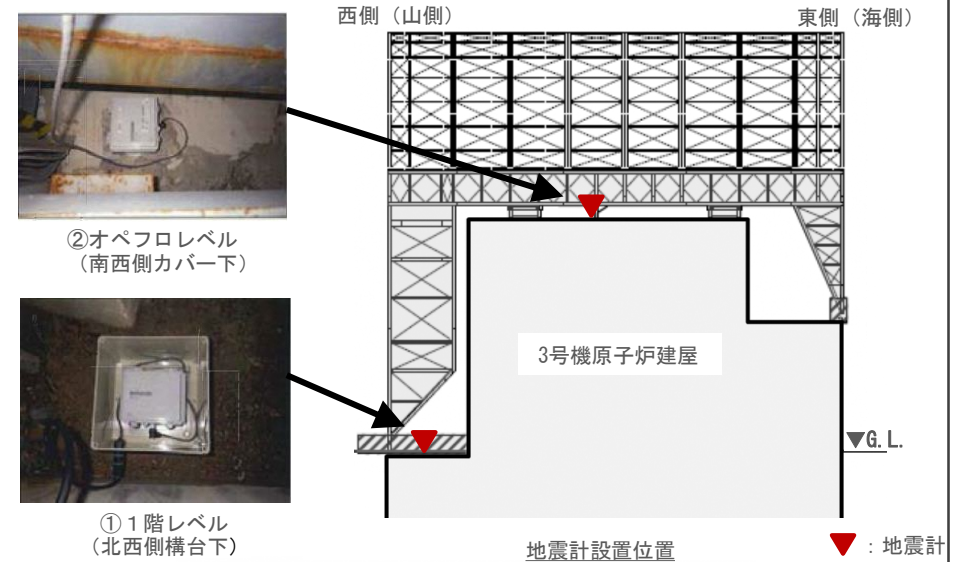 西側（山側）
東側（海側）
②オペフロレベル
（南西側カバー下）
3号機原子炉建屋
▼G.L.
①１階レベル
（北西側構台下）
地震計設置位置
▼：地震計